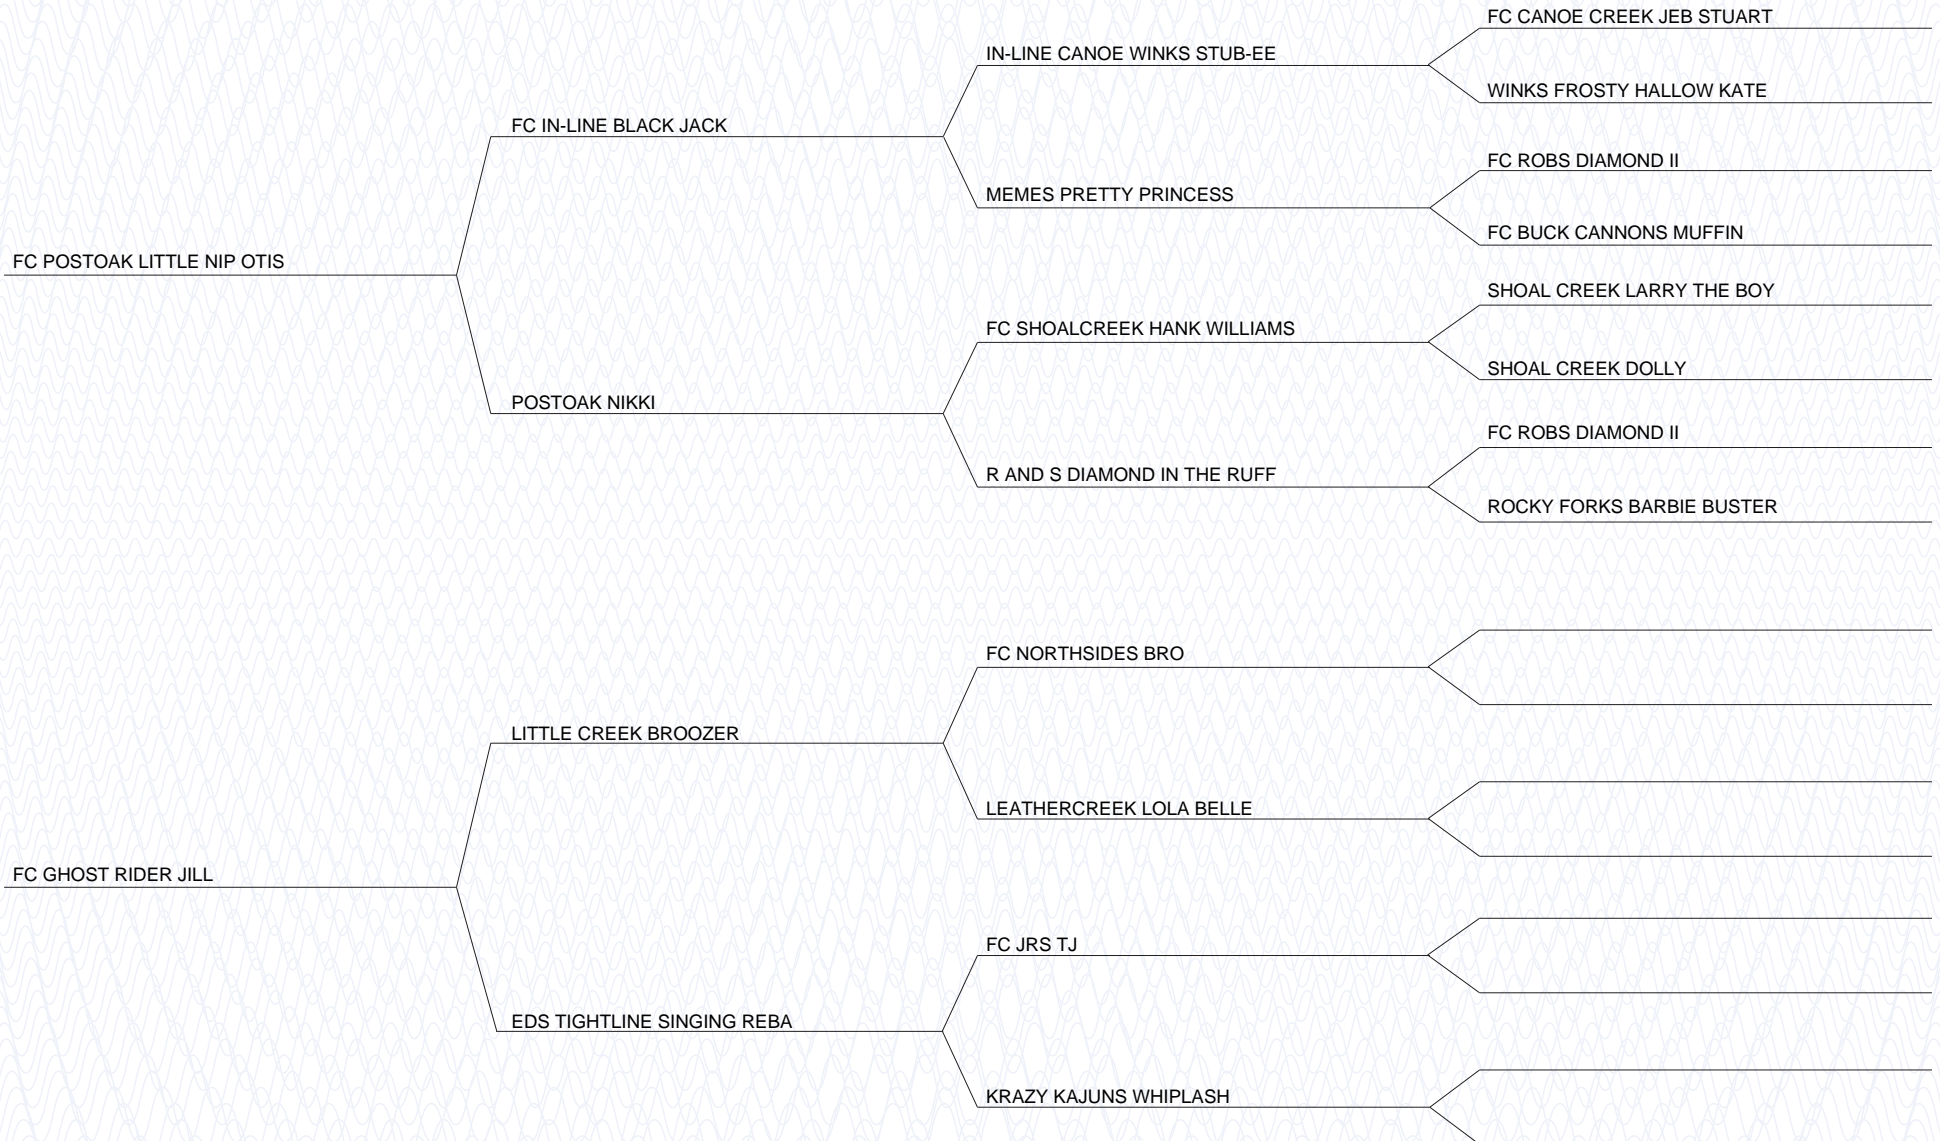 FC CANOE CREEK JEB STUART
IN-LINE CANOE WINKS STUB-EE
WINKS FROSTY HALLOW KATE
FC IN-LINE BLACK JACK
FC ROBS DIAMOND II
MEMES PRETTY PRINCESS
FC BUCK CANNONS MUFFIN
FC POSTOAK LITTLE NIP OTIS
SHOAL CREEK LARRY THE BOY
FC SHOALCREEK HANK WILLIAMS
SHOAL CREEK DOLLY
POSTOAK NIKKI
FC ROBS DIAMOND II
R AND S DIAMOND IN THE RUFF
ROCKY FORKS BARBIE BUSTER
FC NORTHSIDES BRO
LITTLE CREEK BROOZER
LEATHERCREEK LOLA BELLE
FC GHOST RIDER JILL
FC JRS TJ
EDS TIGHTLINE SINGING REBA
KRAZY KAJUNS WHIPLASH